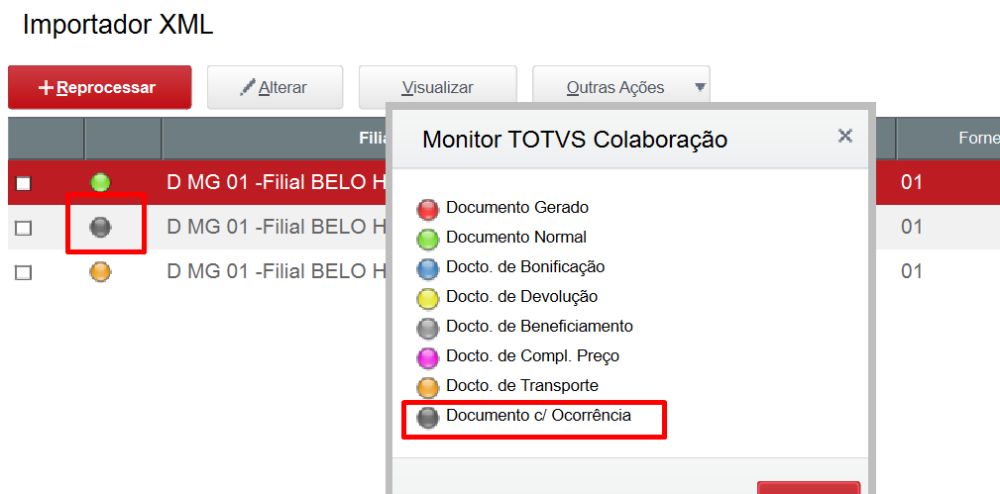 Importador XML
Reprocessar
Alterar
Visualizar
Outras Ações
Monitor TOTVS Colaboração
D MG 01 -Filial BELO H
01
D MG 01 -Filial BELO H
01
D MG 01 -Filial BELO H
01
Documento Gerado
Documento Normal
Docto. de Bonificação
Docto. de Devolução
Docto. de Beneficiamento
Docto. de Compl. Preço
Docto. de Transporte
Documento c/ Ocorrência